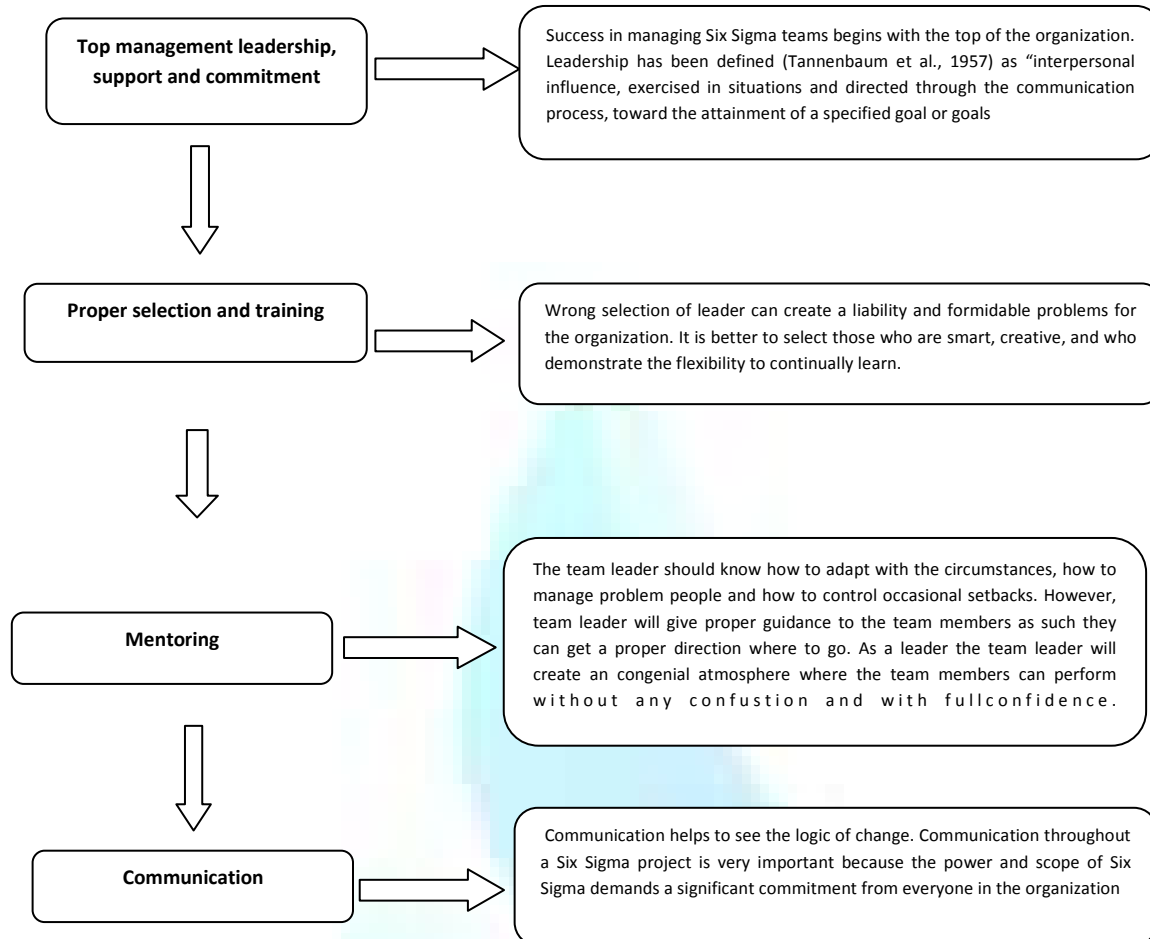 Top management leadership,
support and commitment
Success in managing Six Sigma teams begins with the top of the organization.
Leadership has been defined (Tannenbaum et al., 1957) as “interpersonal
influence, exercised in situations and directed through the communication
process, toward the attainment of a specified goal or goals
Proper selection and training
Wrong selection of leader can create a liability and formidable problems for
the organization. It is better to select those who are smart, creative, and who
demonstrate the flexibility to continually learn.
Mentoring
The team leader should know how to adapt with the circumstances, how to
manage problem people and how to control occasional setbacks. However,
team leader will give proper guidance to the team members as such they
can get a proper direction where to go. As a leader the team leader will
create an congenial atmosphere where the team members can perform
without any confustion and with fullconfidence.
Communication
Communication helps to see the logic of change. Communication throughout
a Six Sigma project is very important because the power and scope of Six
Sigma demands a significant commitment from everyone in the organization